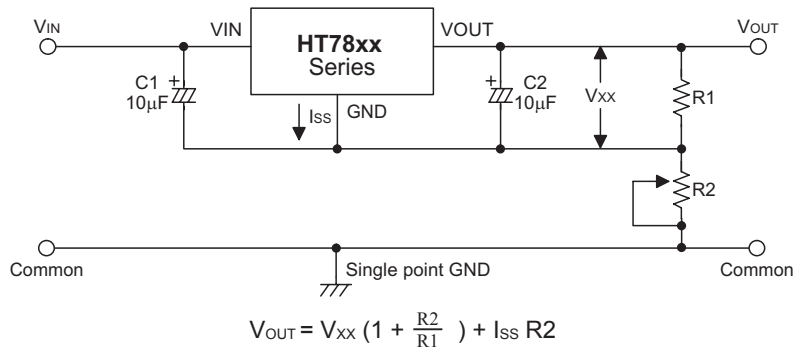 VIN VIN HT78xx VOUT VOUT
Series
C1 + C2 + VXX R1
10µF ISS GND 10µF
R2
Common Single point GND Common
VOUT = VXX (1 + R2/R1 ) + ISS R2